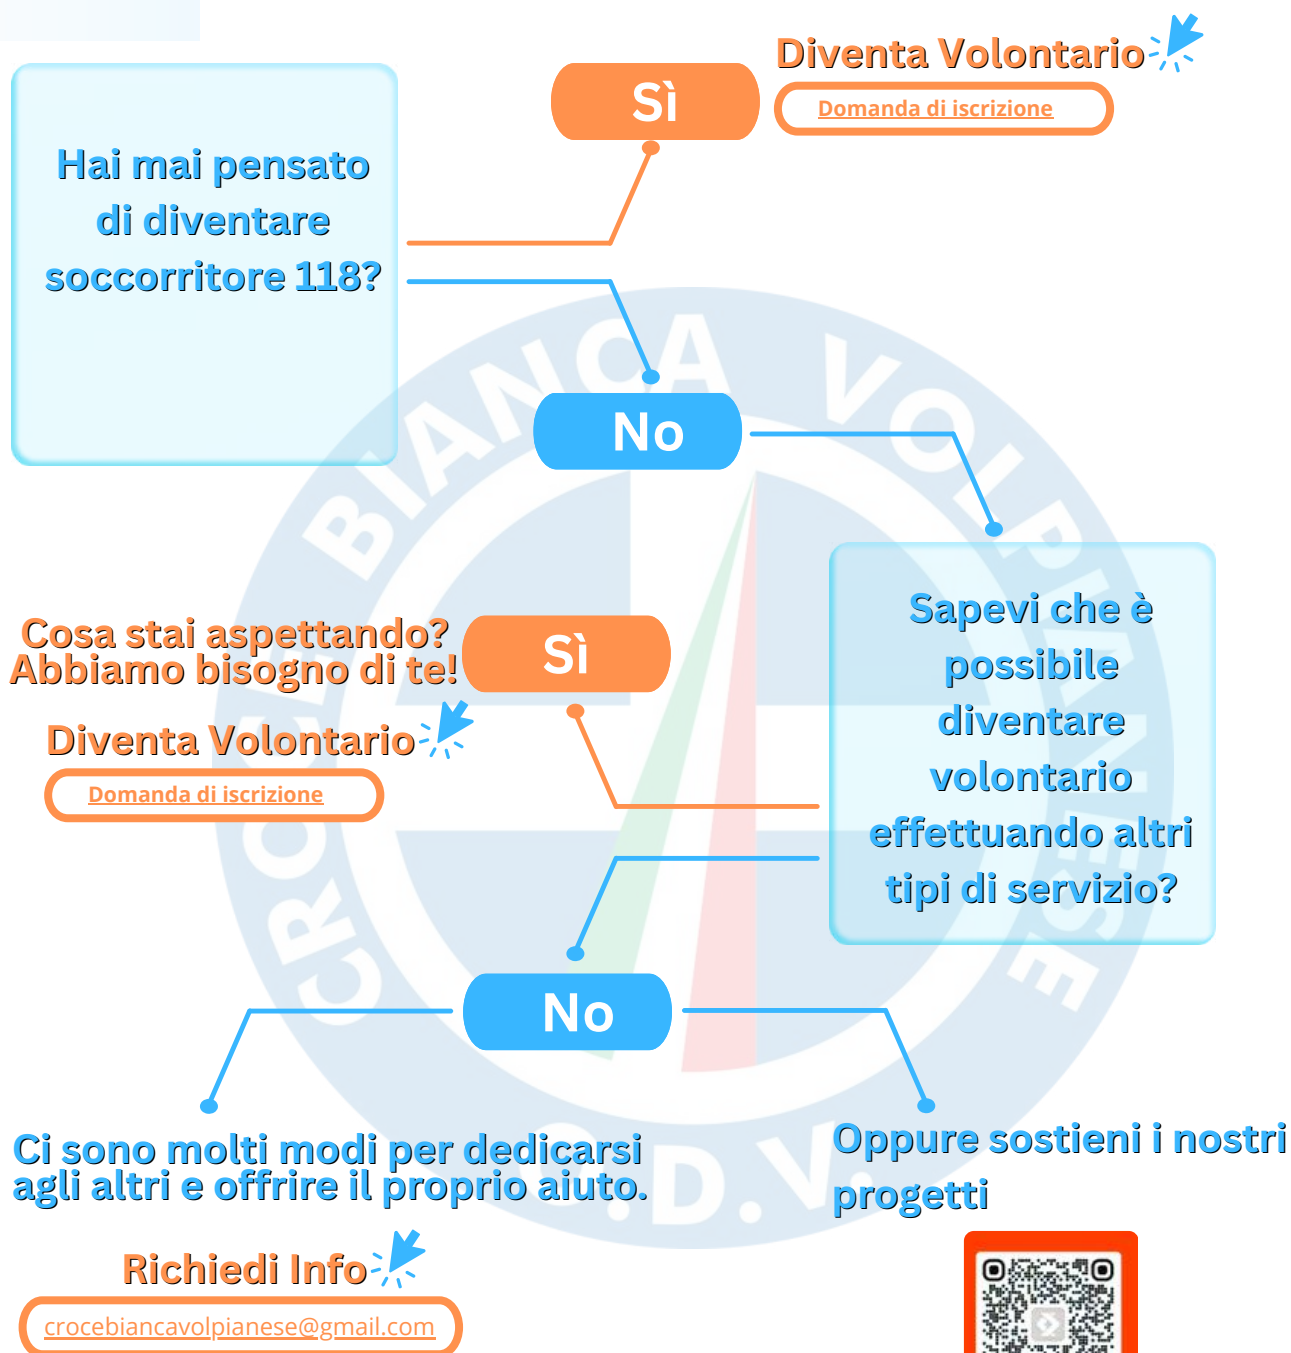 Diventa Volontario
Sì
Domanda di iscrizione
Hai mai pensato
di diventare
soccorritore 118?
No
Sapevi che è
possibile
diventare
volontario
effettuando altri
tipi di servizio?
Cosa stai aspettando?
Abbiamo bisogno di te!
Sì
Diventa Volontario
Domanda di iscrizione
No
Ci sono molti modi per dedicarsi
agli altri e offrire il proprio aiuto.
Oppure sostieni i nostri
progetti
Richiedi Info
crocebiancavolpianese@gmail.com
CROCE BIANCA VOLPIANESE
O.D.V.